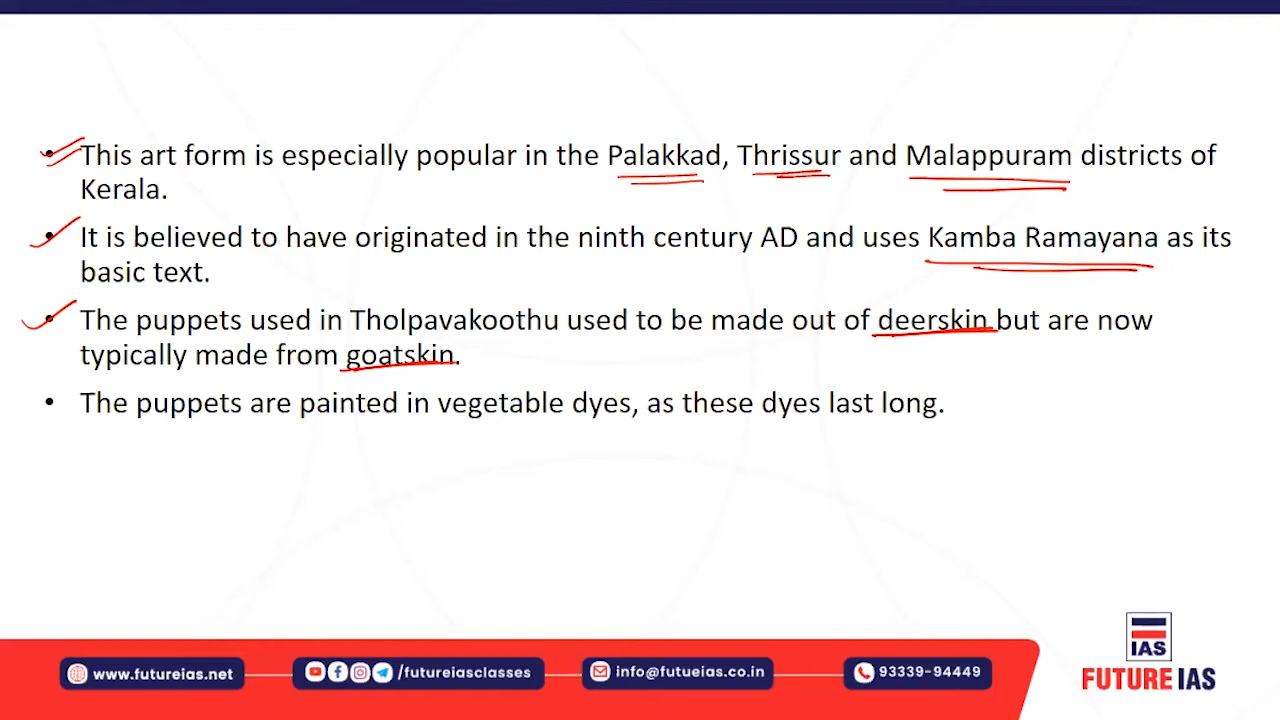 • This art form is especially popular in the Palakkad, Thrissur and Malappuram districts of
Kerala.
• It is believed to have originated in the ninth century AD and uses Kamba Ramayana as its
basic text.
• The puppets used in Tholpavakoothu used to be made out of deerskin but are now
typically made from goatskin.
• The puppets are painted in vegetable dyes, as these dyes last long.
IAS
www.futureias.net /futureiasclasses info@futueias.co.in 93339-94449
FUTURE IAS